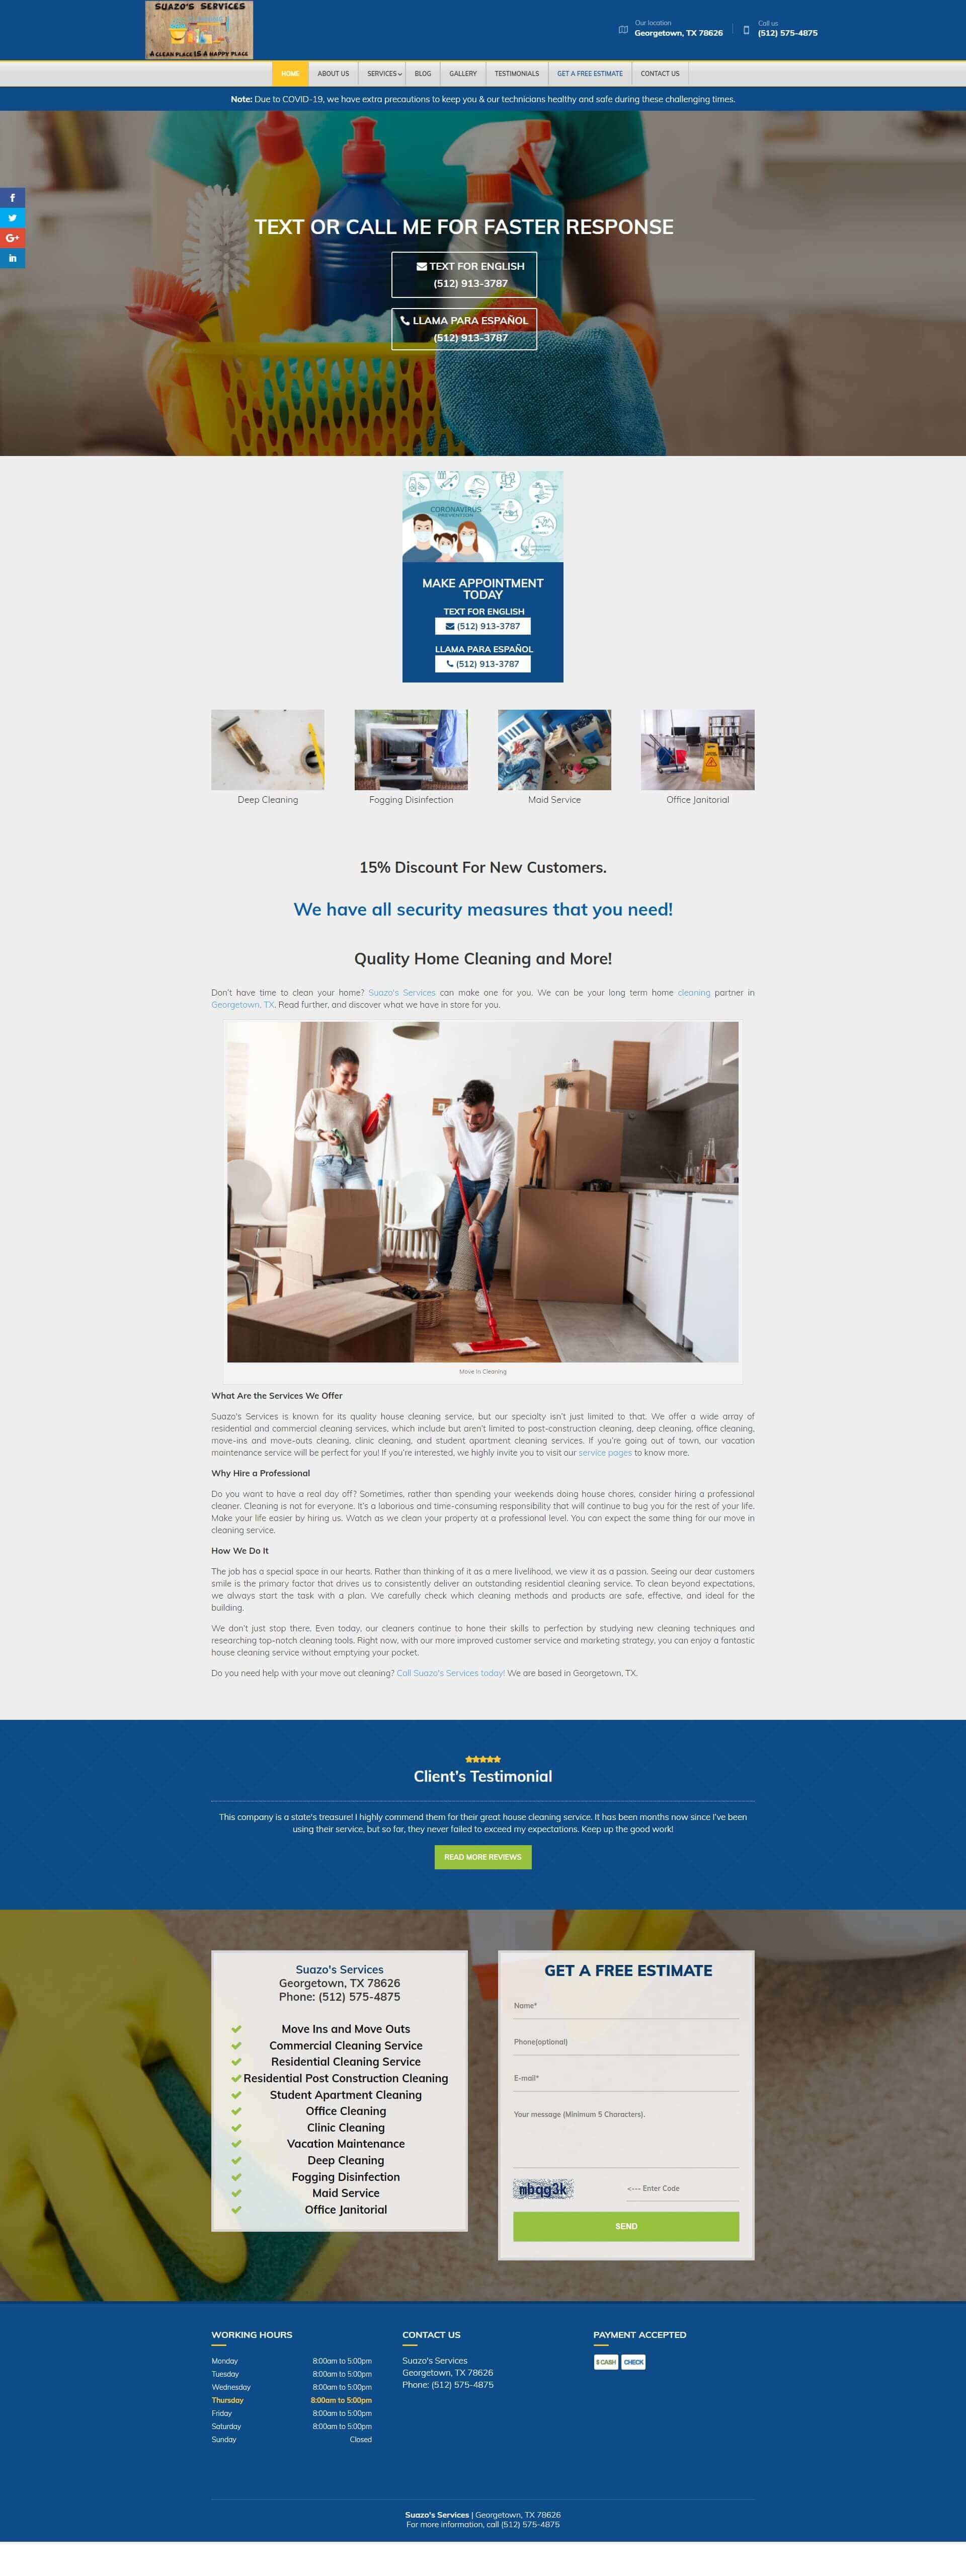 SUAZO'S SERVICES
A CLEAN PLACE IS A HAPPY PLACE
Our location
Georgetown, TX 78626
Call us
(512) 575-4875
HOME
ABOUT US
SERVICES
BLOG
GALLERY
TESTIMONIALS
GET A FREE ESTIMATE
CONTACT US
Note: Due to COVID-19, we have extra precautions to keep you & our technicians healthy and safe during these challenging times.
TEXT OR CALL ME FOR FASTER RESPONSE
TEXT FOR ENGLISH
(512) 913-3787
LLAMA PARA ESPAÑOL
(512) 913-3787
CORONAVIRUS
PREVENTION
MAKE APPOINTMENT
TODAY
TEXT FOR ENGLISH
(512) 913-3787
LLAMA PARA ESPAÑOL
(512) 913-3787
Deep Cleaning
Fogging Disinfection
Maid Service
Office Janitorial
15% Discount For New Customers.
We have all security measures that you need!
Quality Home Cleaning and More!
Don't have time to clean your home? Suazo's Services can make one for you. We can be your long term home cleaning partner in
Georgetown, TX. Read further, and discover what we have in store for you.
Move In Cleaning
What Are the Services We Offer
Suazo's Services is known for its quality house cleaning service, but our specialty isn't just limited to that. We offer a wide array of
residential and commercial cleaning services, which include but aren't limited to post-construction cleaning, deep cleaning, office cleaning,
move-ins and move-outs cleaning, clinic cleaning, and student apartment cleaning services. If you're going out of town, our vacation
maintenance service will be perfect for you! If you're interested, we highly invite you to visit our service pages to know more.
Why Hire a Professional
Do you want to have a real day off? Sometimes, rather than spending your weekends doing house chores, consider hiring a professional
cleaner. Cleaning is not for everyone. It's a laborious and time-consuming responsibility that will continue to bug you for the rest of your life.
Make your life easier by hiring us. Watch as we clean your property at a professional level. You can expect the same thing for our move in
cleaning service.
How We Do It
The job has a special space in our hearts. Rather than thinking of it as a mere livelihood, we view it as a passion. Seeing our dear customers
smile is the primary factor that drives us to consistently deliver an outstanding residential cleaning service. To clean beyond expectations,
we always start the task with a plan. We carefully check which cleaning methods and products are safe, effective, and ideal for the
building.
We don't just stop there. Even today, our cleaners continue to hone their skills to perfection by studying new cleaning techniques and
researching top-notch cleaning tools. Right now, with our more improved customer service and marketing strategy, you can enjoy a fantastic
house cleaning service without emptying your pocket.
Do you need help with your move out cleaning? Call Suazo's Services today! We are based in Georgetown, TX.
Client's Testimonial
This company is a state's treasure! I highly commend them for their great house cleaning service. It has been months now since I've been
using their service, but so far, they never failed to exceed my expectations. Keep up the good work!
READ MORE REVIEWS
Suazo's Services
Georgetown, TX 78626
Phone: (512) 575-4875
Move Ins and Move Outs
Commercial Cleaning Service
Residential Cleaning Service
Residential Post Construction Cleaning
Student Apartment Cleaning
Office Cleaning
Clinic Cleaning
Vacation Maintenance
Deep Cleaning
Fogging Disinfection
Maid Service
Office Janitorial
GET A FREE ESTIMATE
Name*
Phone(optional)
E-mail*
Your message (Minimum 5 Characters).
mbqg3k
<--- Enter Code
SEND
WORKING HOURS
Monday 8:00am to 5:00pm
Tuesday 8:00am to 5:00pm
Wednesday 8:00am to 5:00pm
Thursday 8:00am to 5:00pm
Friday 8:00am to 5:00pm
Saturday 8:00am to 5:00pm
Sunday Closed
CONTACT US
Suazo's Services
Georgetown, TX 78626
Phone: (512) 575-4875
PAYMENT ACCEPTED
$ CASH
CHECK
Suazo's Services | Georgetown, TX 78626
For more information, call (512) 575-4875